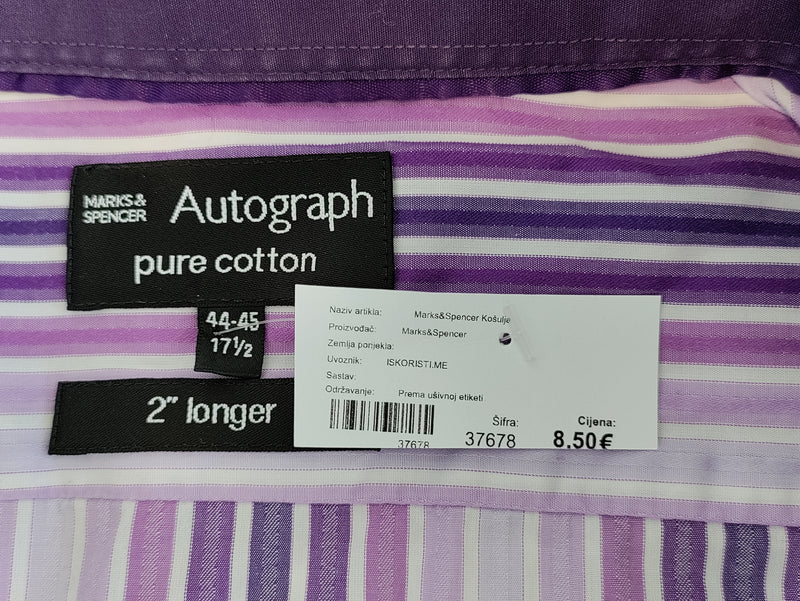 MARKS &
SPENCER
Autograph
pure cotton
44-45
17½
2" longer
Naziv artikla: Marks&Spencer Košulje
Proizvođač: Marks&Spencer
Zemlja porijekla:
Uvoznik: ISKORISTI.ME
Sastav:
Održavanje: Prema ušivnoj etiketi
37678
Šifra:
37678
Cijena:
8.50€